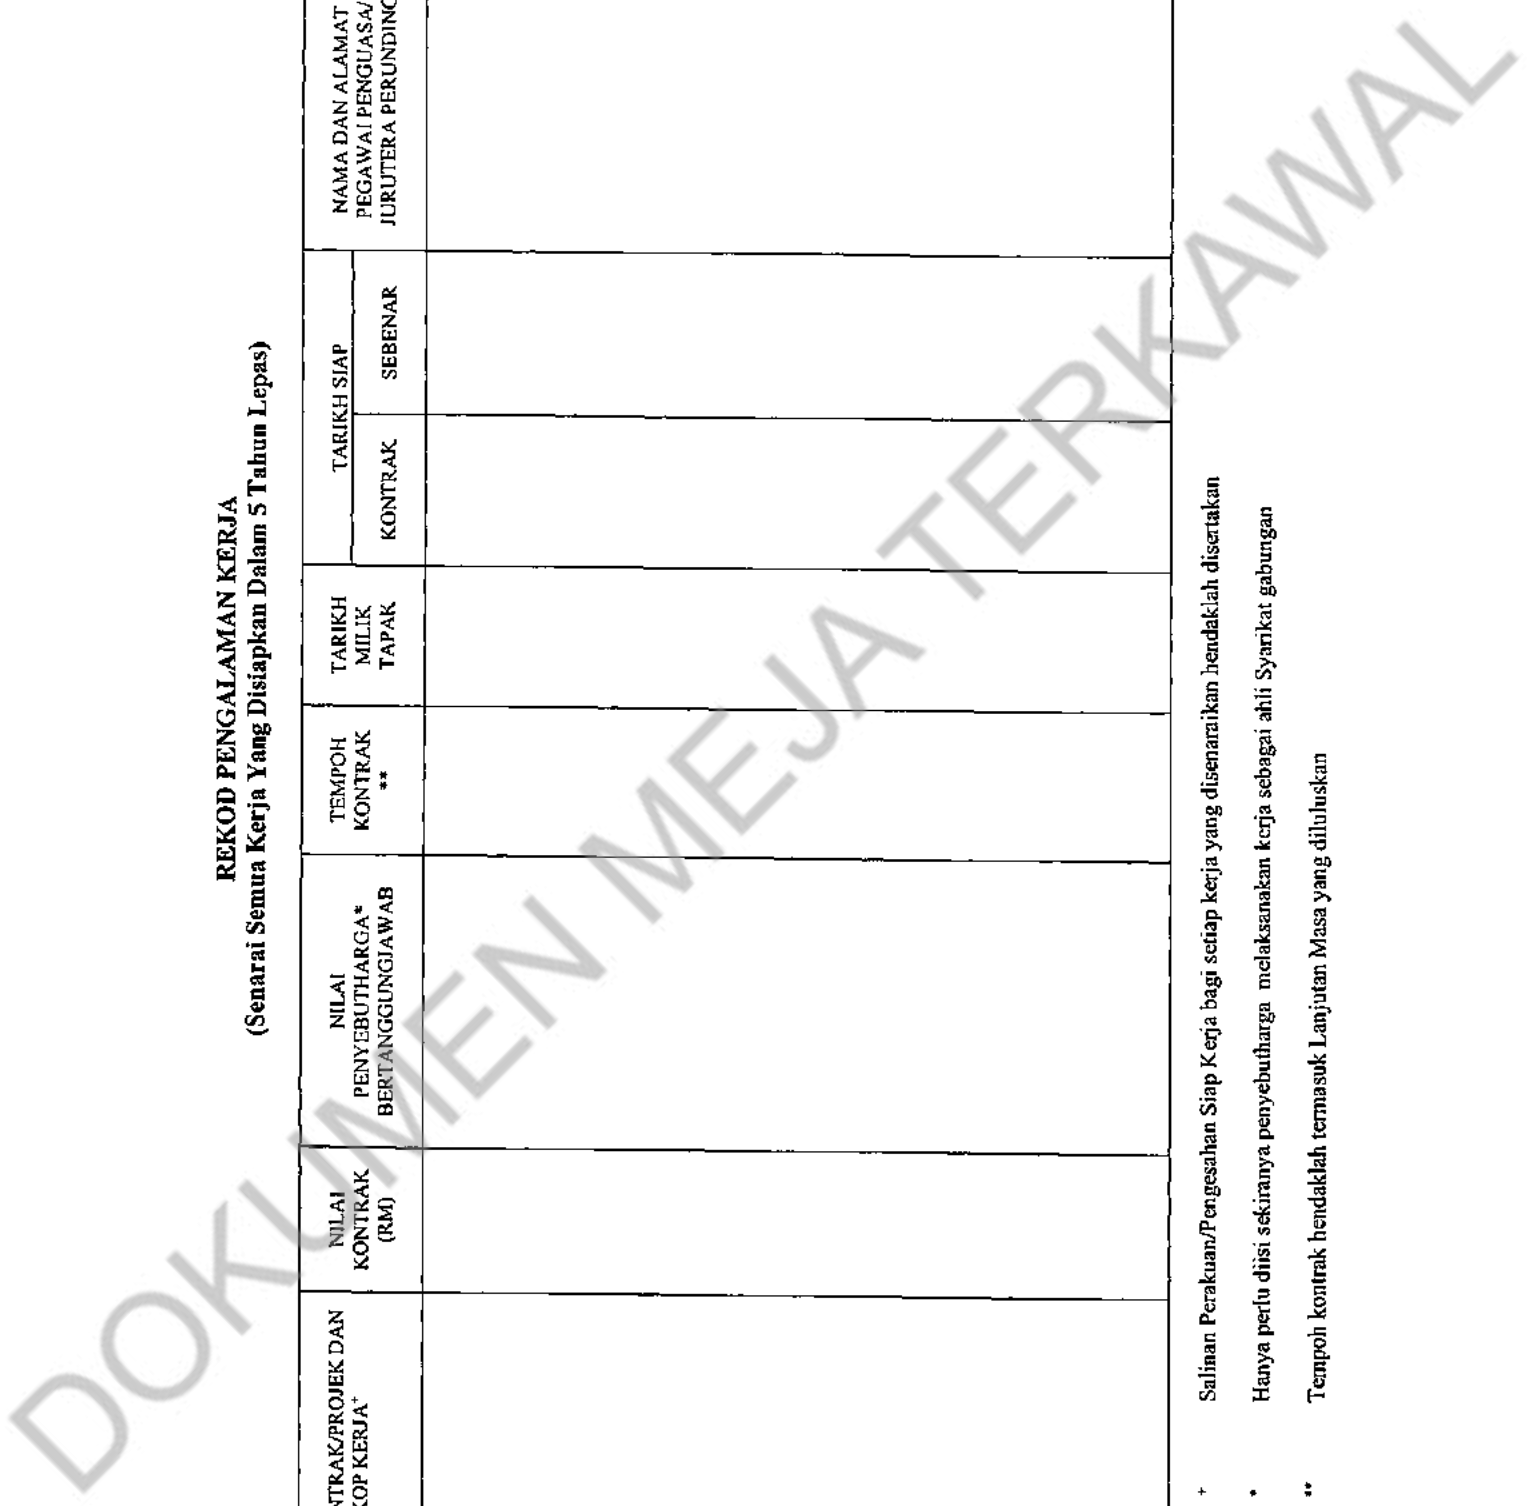 REKOD PENGALAMAN KERJA
(Senarai Semua Kerja Yang Disiapkan Dalam 5 Tahun Lepas)
NTRAK/PROJEK DAN
KOP KERJA+
NILAI
KONTRAK
(RM)
NILAI
PENYEBUTHARGA*
BERTANGGUNGJAWAB
TEMPOH
KONTRAK
**
TARIKH
MILIK
TAPAK
TARIKH SIAP
KONTRAK
SEBENAR
NAMA DAN ALAMAT
PEGAWAI PENGUASA/
JURUTERA PERUNDING
+ Salinan Perakuan/Pengesahan Siap Kerja bagi setiap kerja yang disenaraikan hendaklah disertakan
* Hanya perlu diisi sekiranya penyebutharga melaksanakan kerja sebagai ahli Syarikat gabungan
** Tempoh kontrak hendaklah termasuk Lanjutan Masa yang diluluskan
DOKUMEN MEJA TERKAWAL